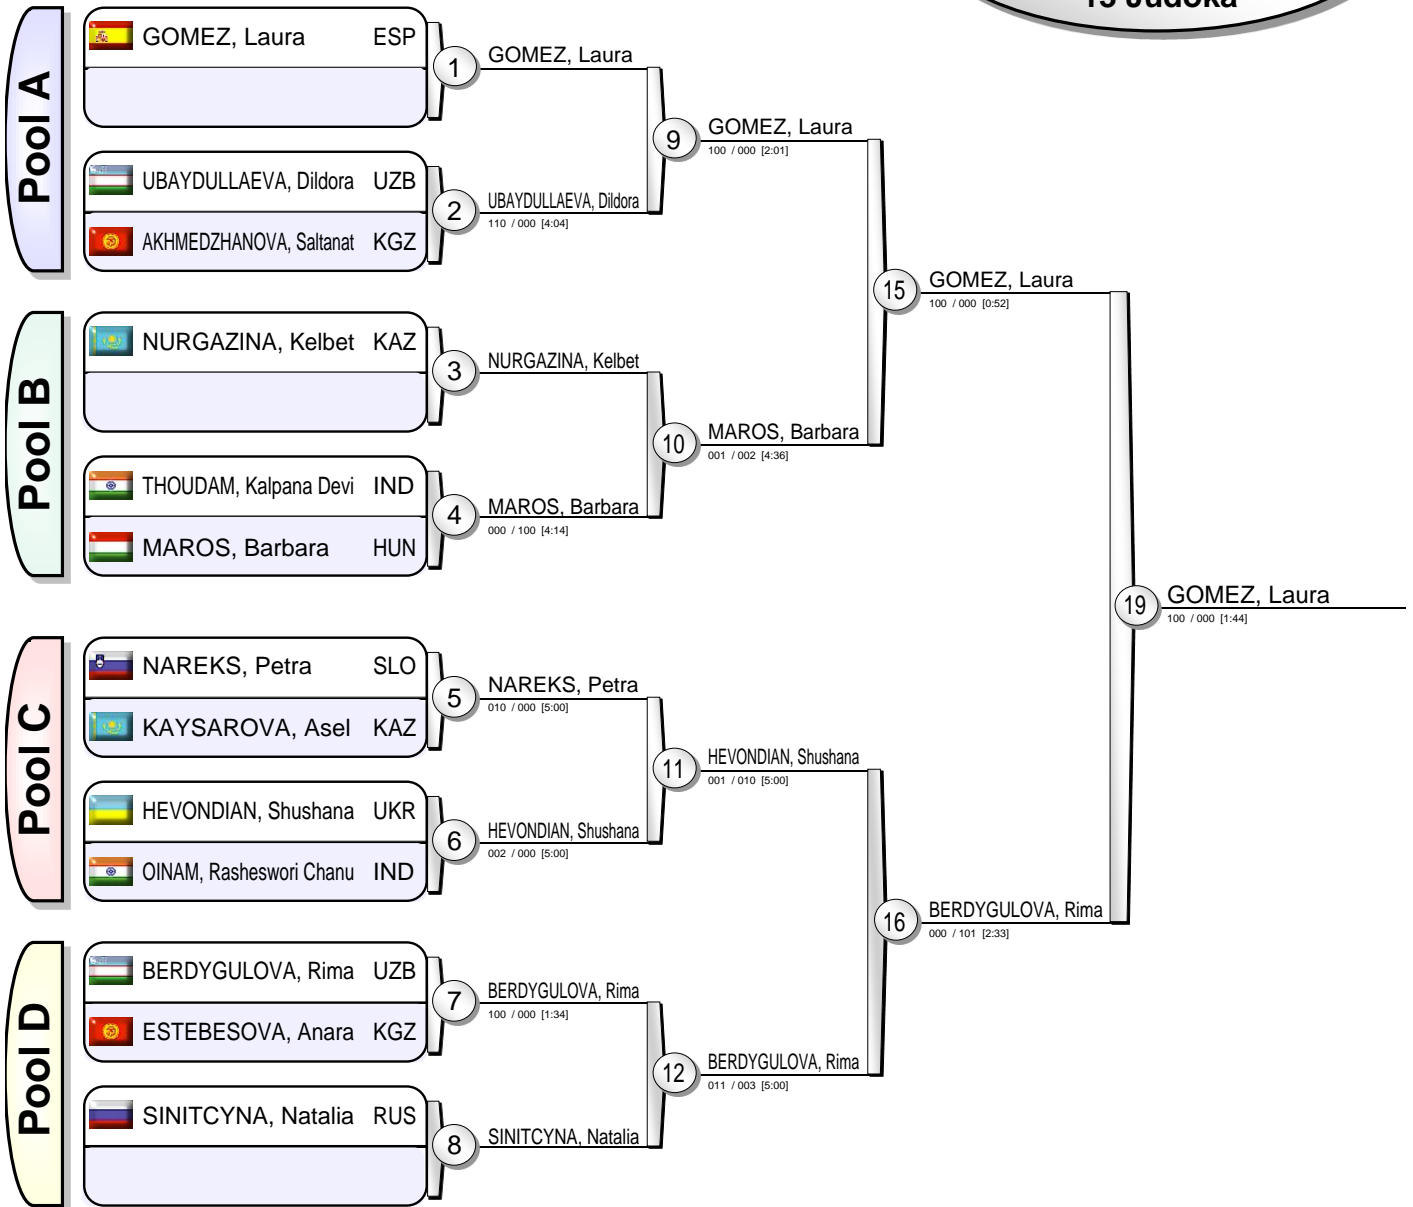 13 Judoka
Pool A
GOMEZ, Laura ESP
UBAYDULLAEVA, Dildora UZB
AKHMEDZHANOVA, Saltanat KGZ
Pool B
NURGAZINA, Kelbet KAZ
THOUDAM, Kalpana Devi IND
MAROS, Barbara HUN
Pool C
NAREKS, Petra SLO
KAYSAROVA, Asel KAZ
HEVONDIAN, Shushana UKR
OINAM, Rasheswori Chanu IND
Pool D
BERDYGULOVA, Rima UZB
ESTEBESOVA, Anara KGZ
SINITCYNA, Natalia RUS
1
GOMEZ, Laura
2
UBAYDULLAEVA, Dildora
110 / 000 [4:04]
3
NURGAZINA, Kelbet
4
MAROS, Barbara
000 / 100 [4:14]
5
NAREKS, Petra
010 / 000 [5:00]
6
HEVONDIAN, Shushana
002 / 000 [5:00]
7
BERDYGULOVA, Rima
100 / 000 [1:34]
8
SINITCYNA, Natalia
9
GOMEZ, Laura
100 / 000 [2:01]
10
MAROS, Barbara
001 / 002 [4:36]
11
HEVONDIAN, Shushana
001 / 010 [5:00]
12
BERDYGULOVA, Rima
011 / 003 [5:00]
15
GOMEZ, Laura
100 / 000 [0:52]
16
BERDYGULOVA, Rima
000 / 101 [2:33]
19
GOMEZ, Laura
100 / 000 [1:44]